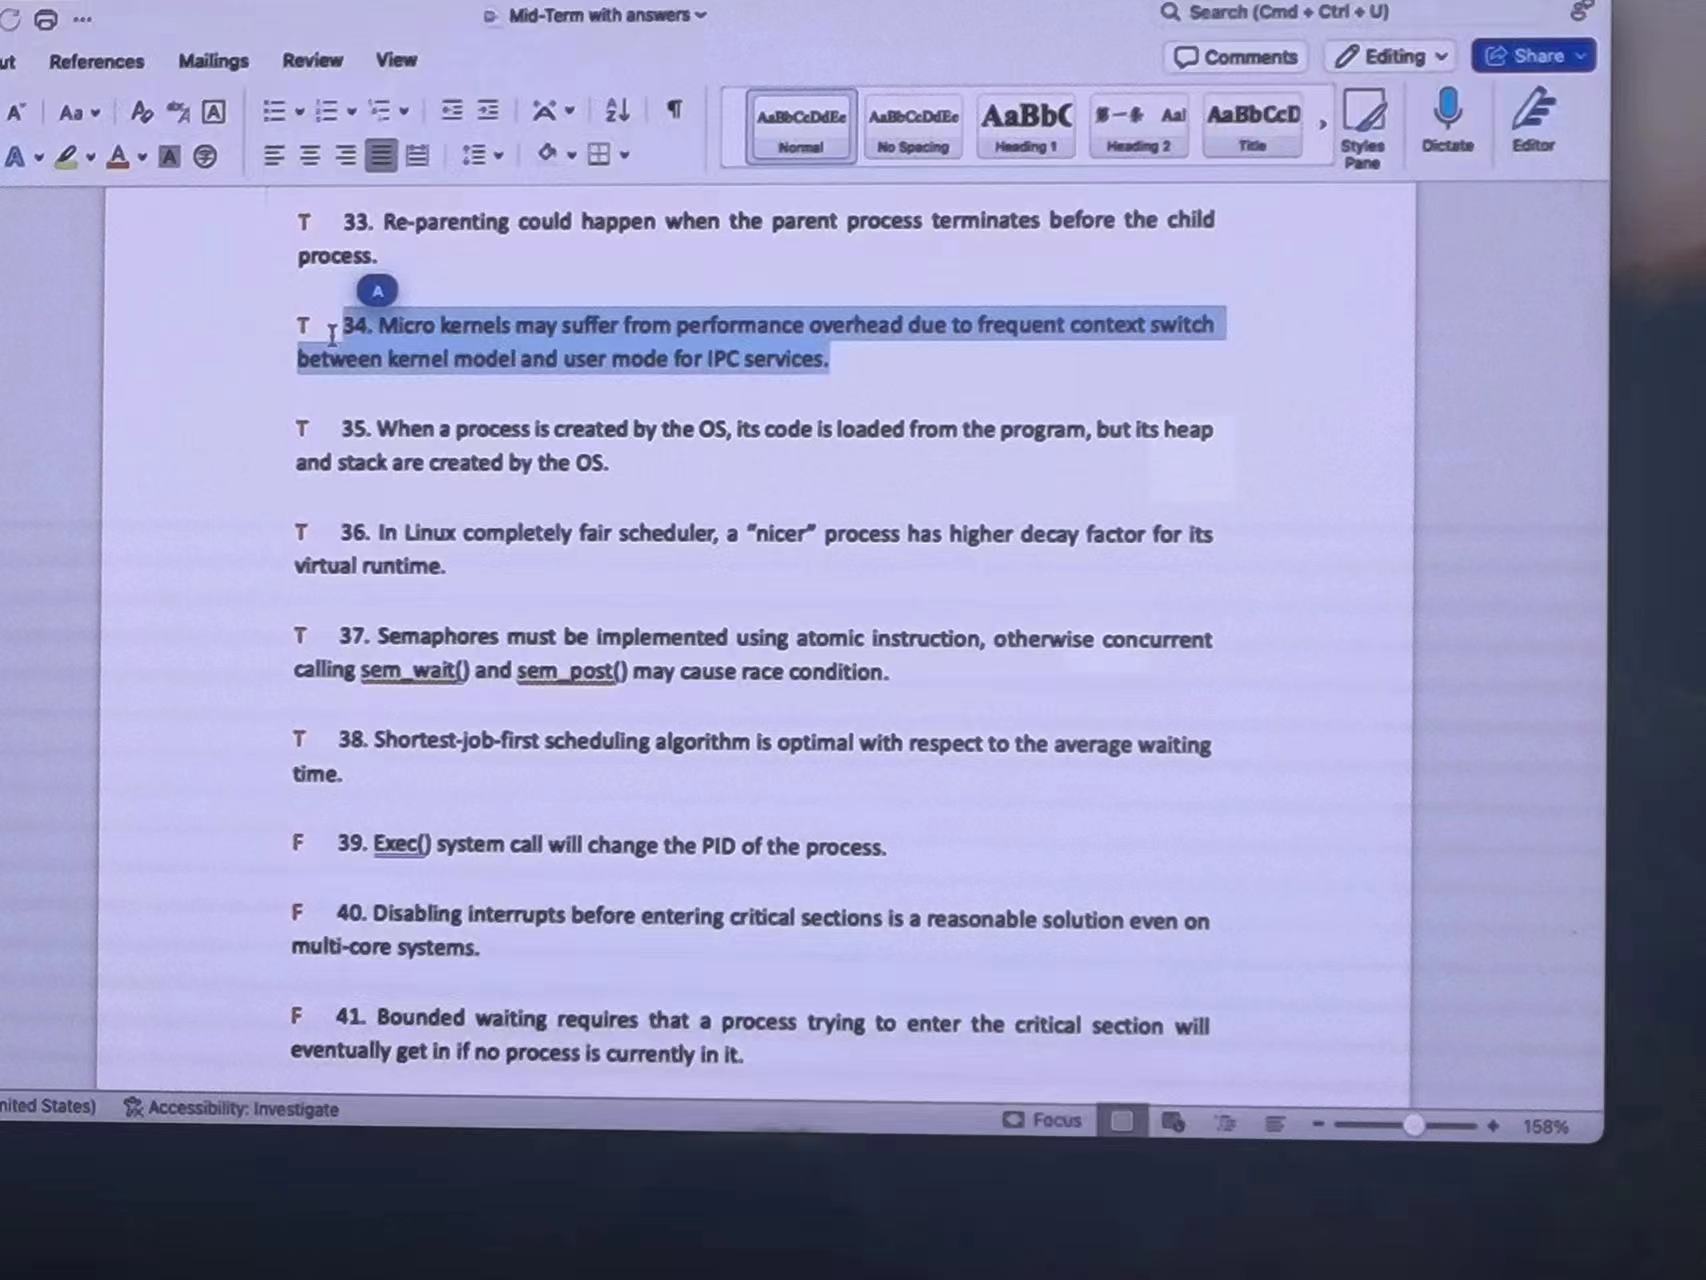 Mid-Term with answers
Search (Cmd + Ctrl + U)
ut References Mailings Review View
Comments Editing Share
Aa
A
AaBbCcDdEe AaBbCcDdEe AaBbC Aal AaBbCcD
Normal No Spacing Heading 1 Heading 2 Title
Styles Pane Dictate Editor
T 33. Re-parenting could happen when the parent process terminates before the child
process.
A
T 34. Micro kernels may suffer from performance overhead due to frequent context switch
between kernel model and user mode for IPC services.
T 35. When a process is created by the OS, its code is loaded from the program, but its heap
and stack are created by the OS.
T 36. In Linux completely fair scheduler, a “nicer” process has higher decay factor for its
virtual runtime.
T 37. Semaphores must be implemented using atomic instruction, otherwise concurrent
calling sem_wait() and sem_post() may cause race condition.
T 38. Shortest-job-first scheduling algorithm is optimal with respect to the average waiting
time.
F 39. Exec() system call will change the PID of the process.
F 40. Disabling interrupts before entering critical sections is a reasonable solution even on
multi-core systems.
F 41. Bounded waiting requires that a process trying to enter the critical section will
eventually get in if no process is currently in it.
nited States) Accessibility: Investigate
Focus
158%